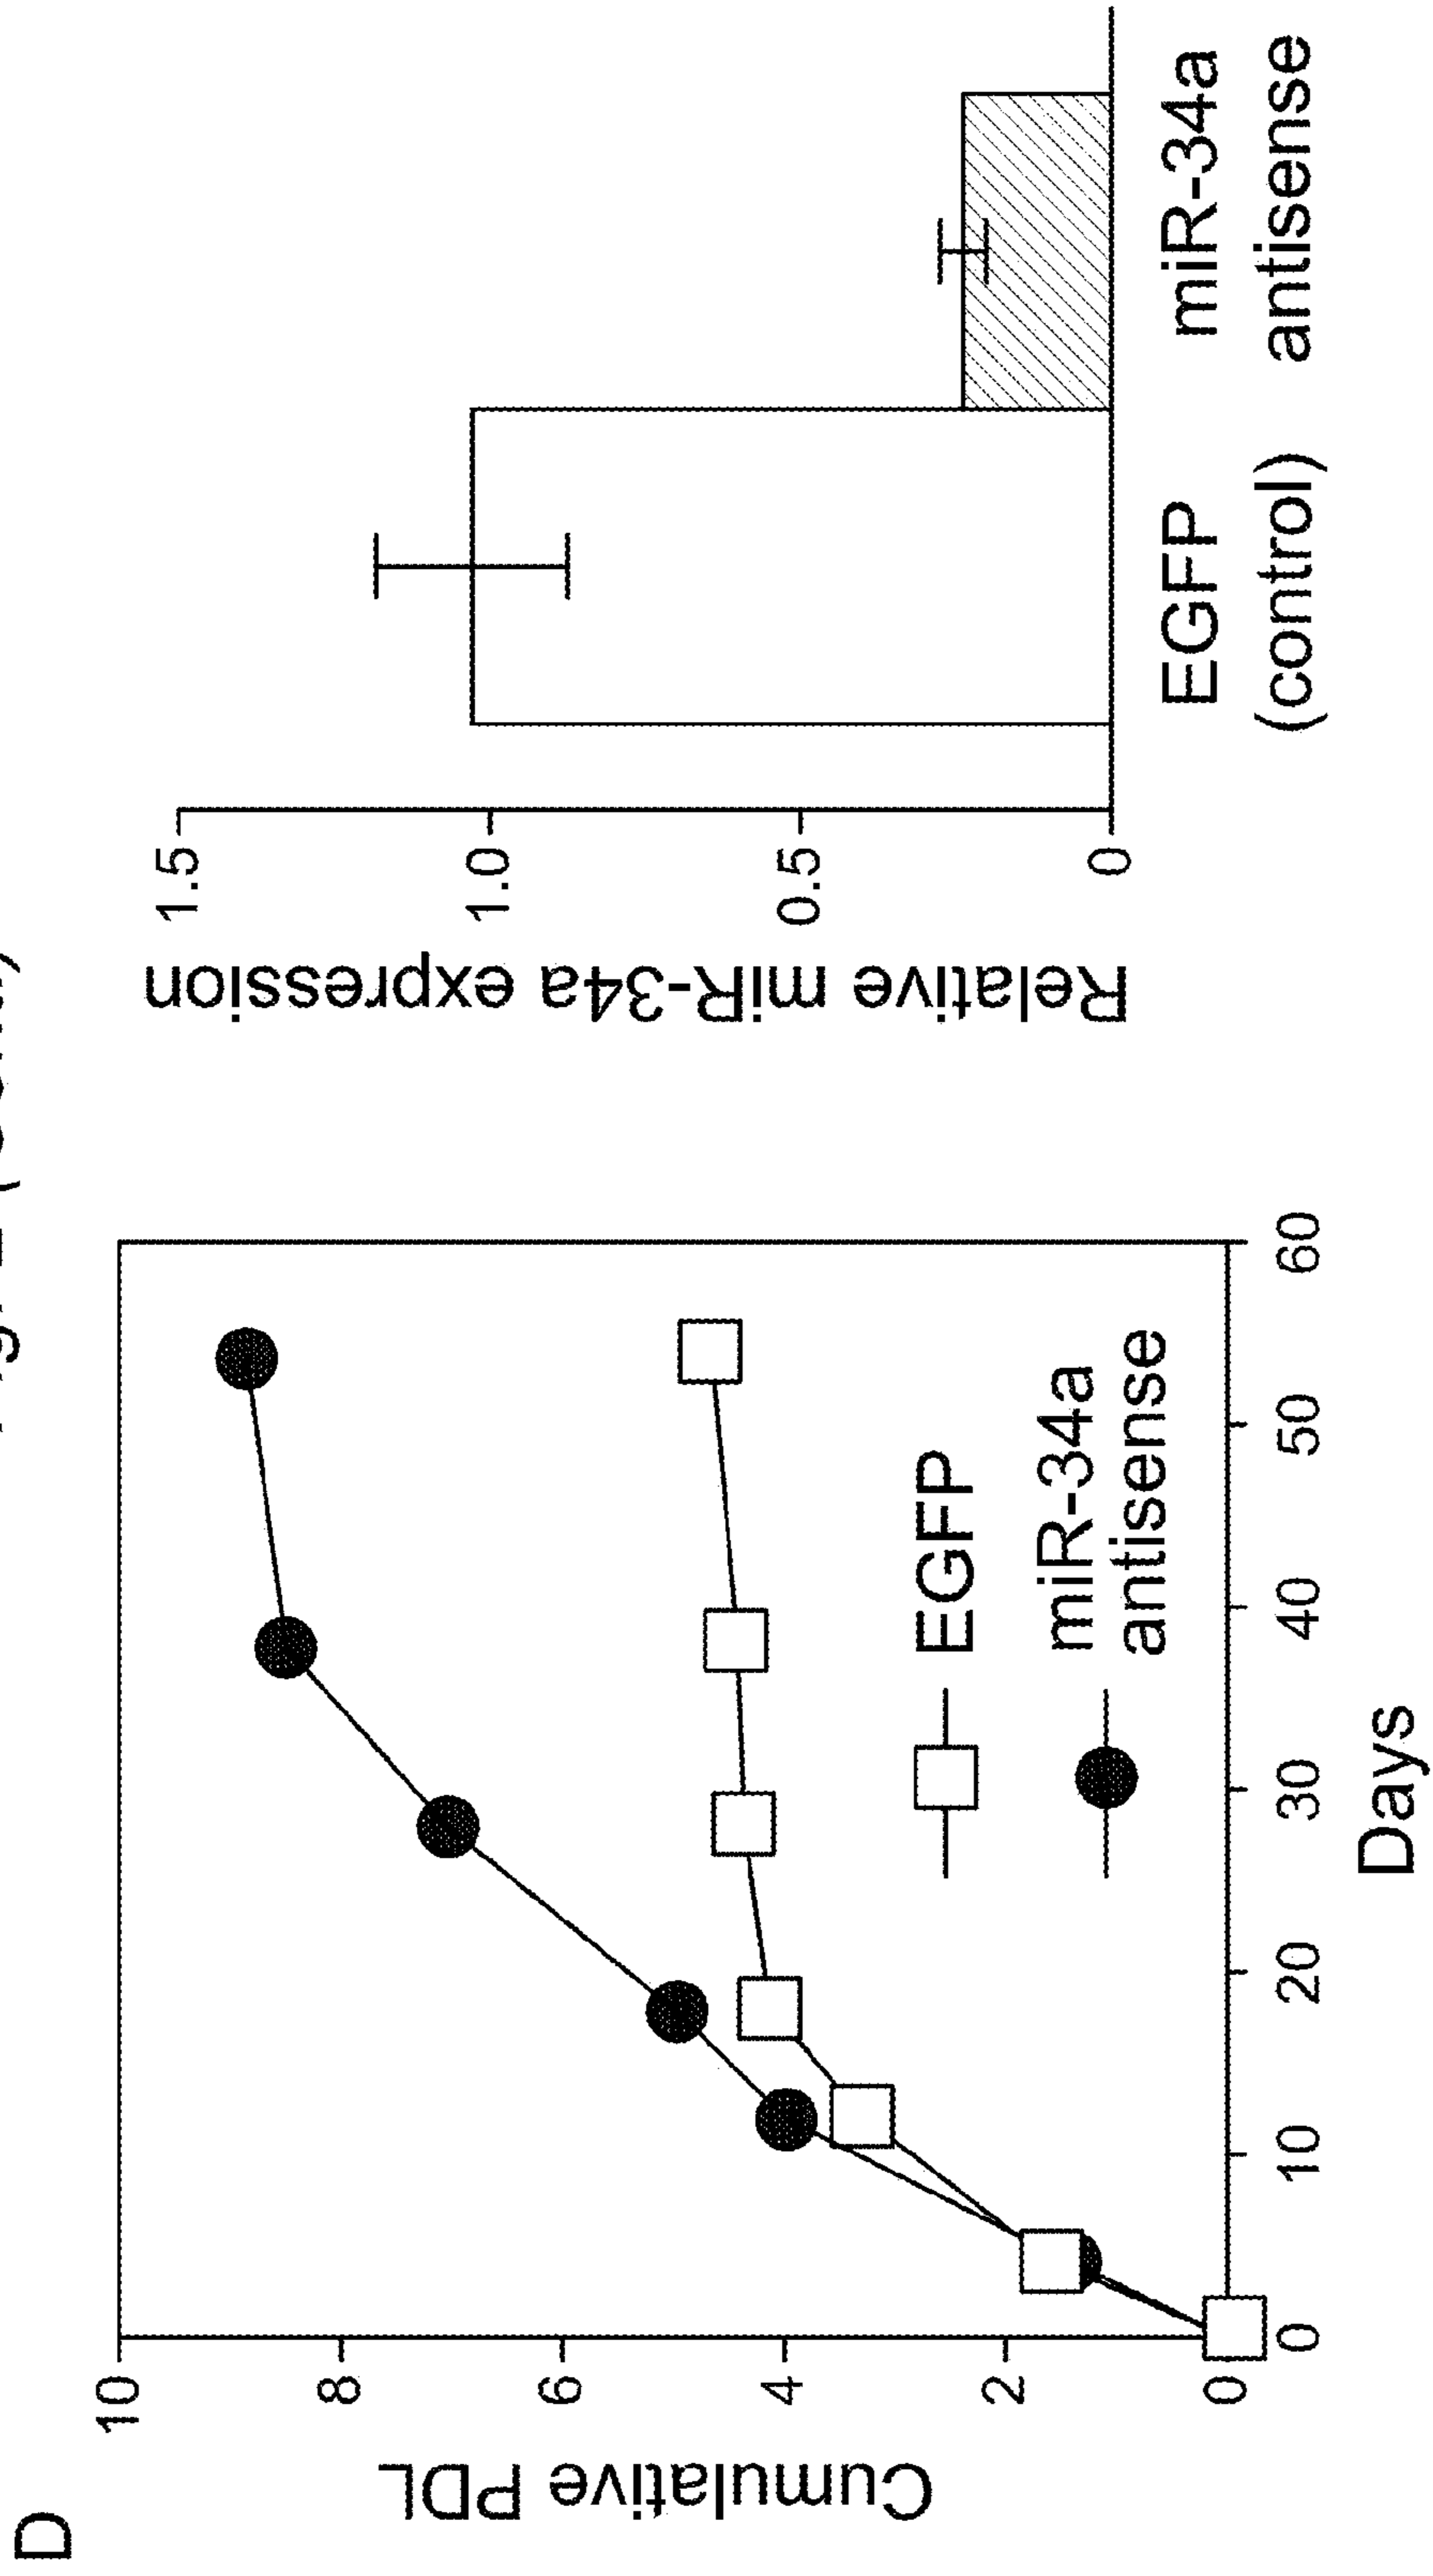 D
Cumulative PDL
10
8
6
4
2
0
0 10 20 30 40 50 60
Days
EGFP
miR-34a
antisense
Relative miR-34a expression
1.5
1.0
0.5
0
EGFP
(control)
miR-34a
antisense